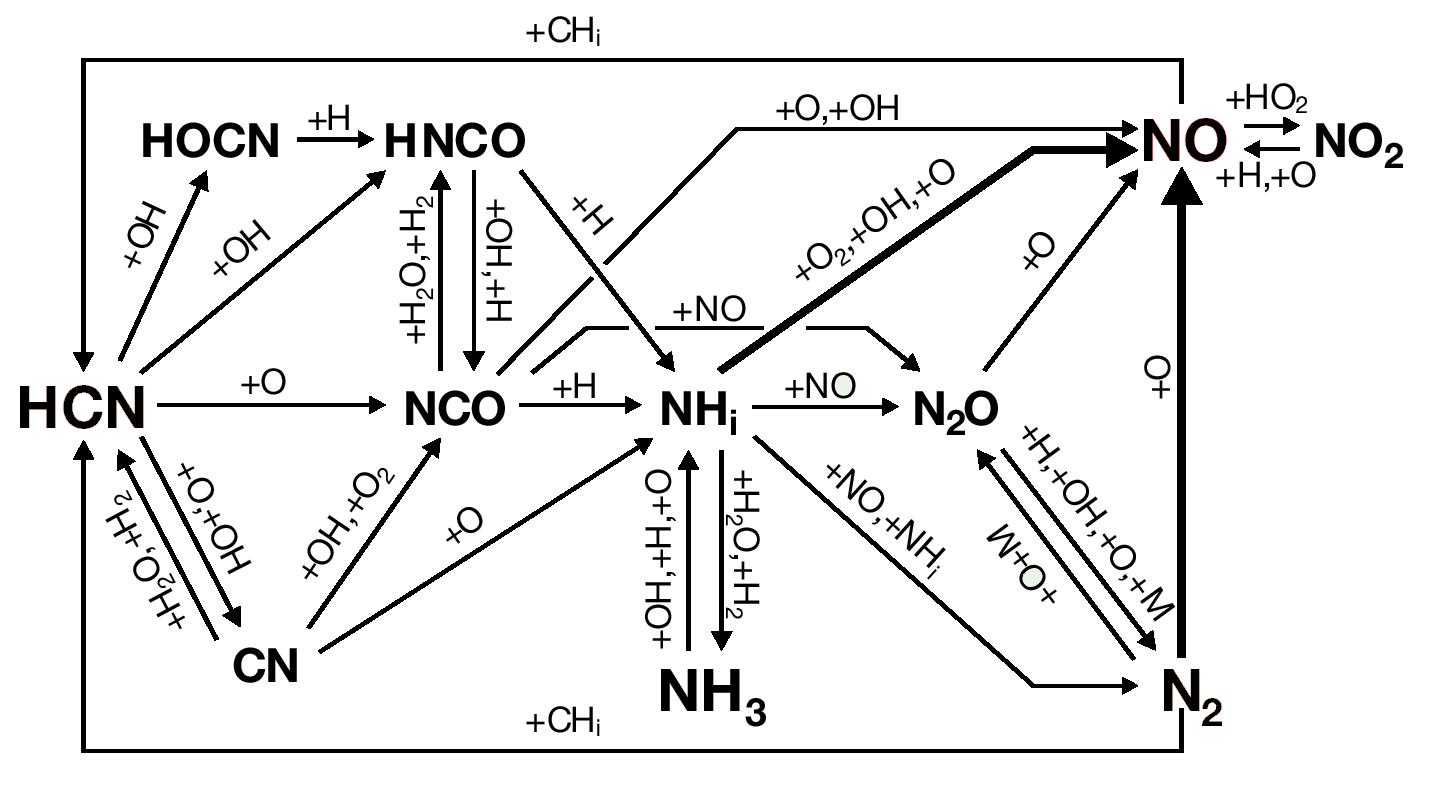 +CHi
+O,+OH
+HO2
HOCN
+H
HNCO
NO
NO2
+H,+O
+OH
+OH
+H2O,+H2
+OH,+H
+H
+O2,+OH,+O
+O
+NO
+O
HCN
+O
NCO
+H
NHi
+NO
N2O
+O,+OH
+H2O,+H2
+OH,+O2
+O
+OH,+H,+O
+H2O,+H2
+NO,+NHi
+O+M
+H,+OH,+O,+M
CN
NH3
N2
+CHi